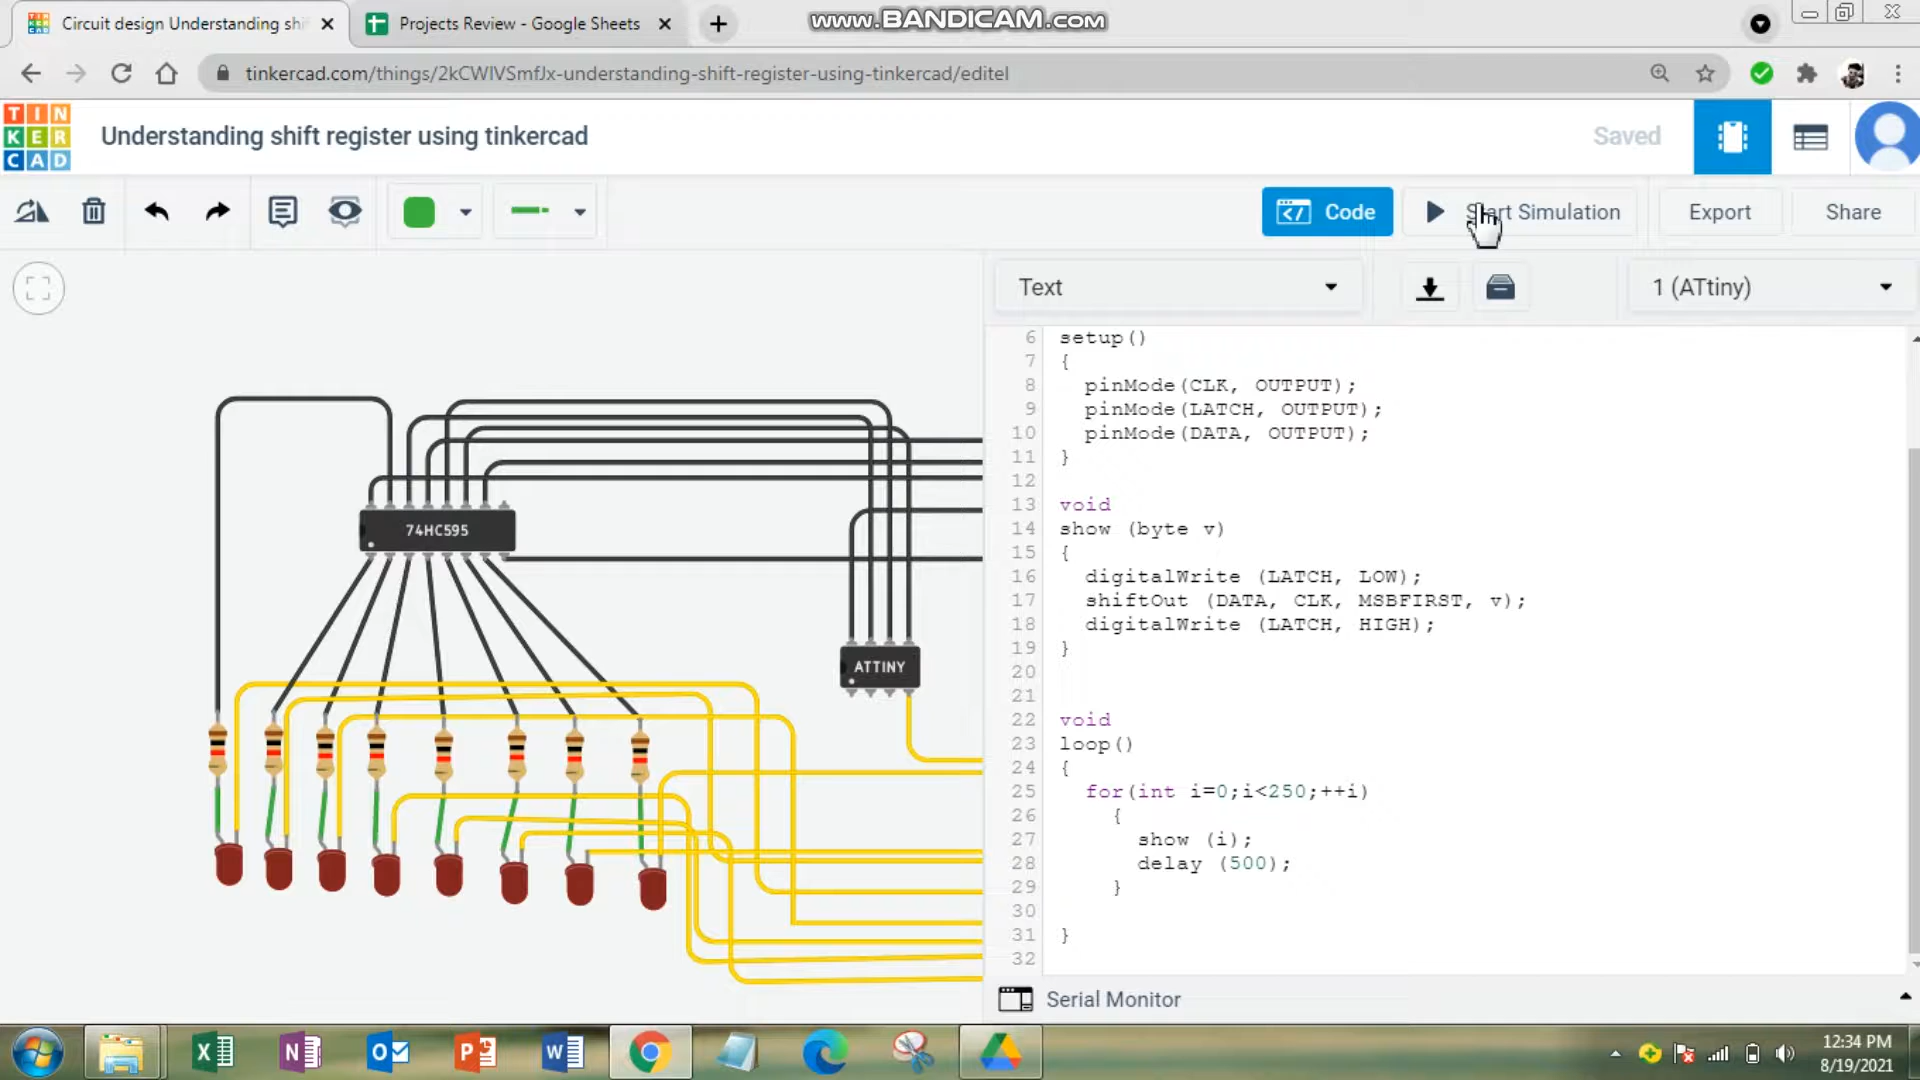 Circuit design Understanding shi
Projects Review - Google Sheets
www.BANDICAM.com
tinkercad.com/things/2kCWlVSmfJx-understanding-shift-register-using-tinkercad/editel
TIN
KER
CAD
Understanding shift register using tinkercad
Saved
Code
Start Simulation
Export
Share
Text
1 (ATtiny)
6 setup()
7 {
8 pinMode(CLK, OUTPUT);
9 pinMode(LATCH, OUTPUT);
10 pinMode(DATA, OUTPUT);
11 }
12
13 void
14 show (byte v)
15 {
16 digitalWrite (LATCH, LOW);
17 shiftOut (DATA, CLK, MSBFIRST, v);
18 digitalWrite (LATCH, HIGH);
19 }
20
21
22 void
23 loop()
24 {
25 for(int i=0;i<250;++i)
26 {
27 show (i);
28 delay (500);
29 }
30
31 }
32
74HC595
ATTINY
Serial Monitor
12:34 PM
8/19/2021